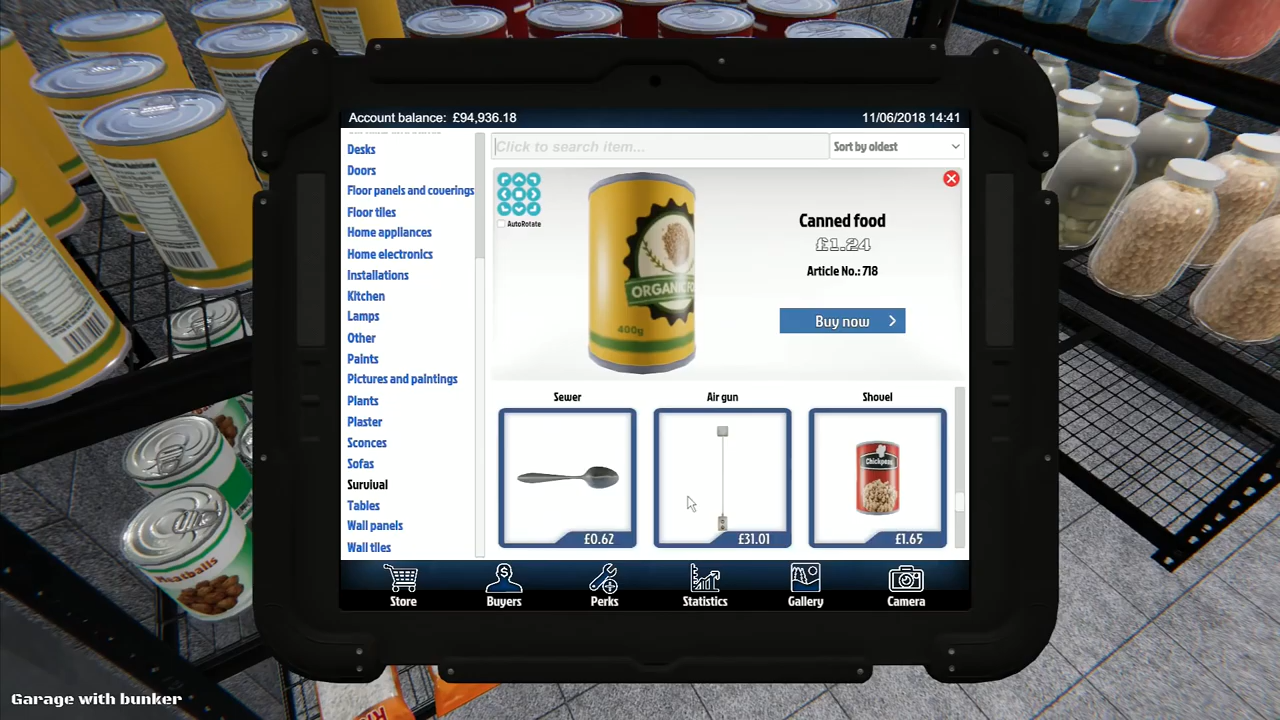 Account balance: £94,936.18
11/06/2018 14:41
Desks
Doors
Floor panels and coverings
Floor tiles
Home appliances
Home electronics
Installations
Kitchen
Lamps
Other
Paints
Pictures and paintings
Plants
Plaster
Sconces
Sofas
Survival
Tables
Wall panels
Wall tiles
Click to search item...
Sort by oldest
AutoRotate
ORGANIC FO
400g
Canned food
£1.24
Article No.: 718
Buy now
Sewer
Air gun
Shovel
Chickpeas
£0.62
£31.01
£1.65
Store
Buyers
Perks
Statistics
Gallery
Camera
Meatballs
Garage with bunker